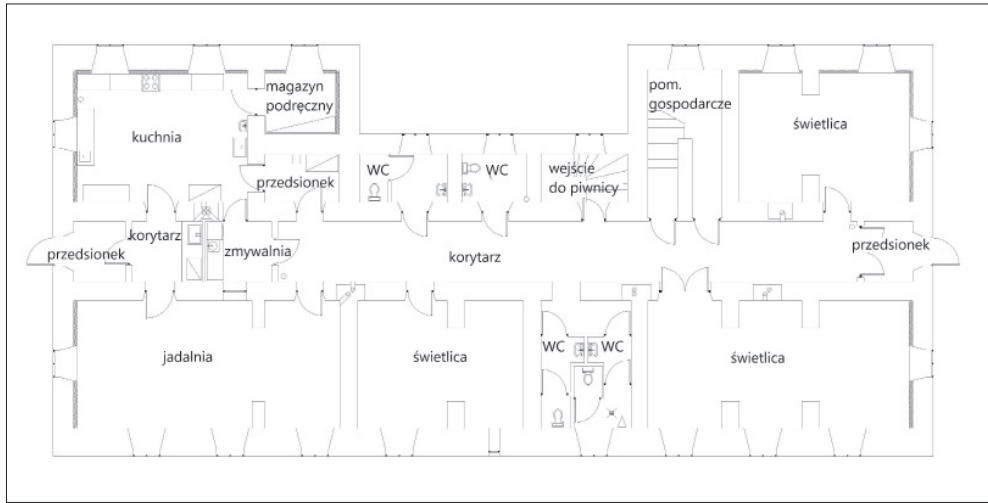 magazyn
podręczny
pom.
gospodarcze
świetlica
kuchnia
przedsionek
WC
WC
wejście
do piwnicy
korytarz
przedsionek
zmywalnia
korytarz
przedsionek
jadalnia
świetlica
WC
WC
świetlica